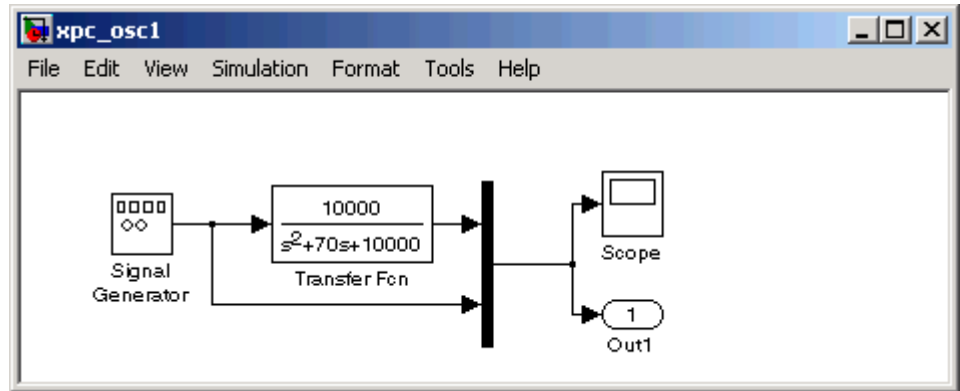 xpc_osc1
File Edit View Simulation Format Tools Help
10000
s²+70s+10000
Transfer Fcn
Signal
Generator
Scope
1
Out1